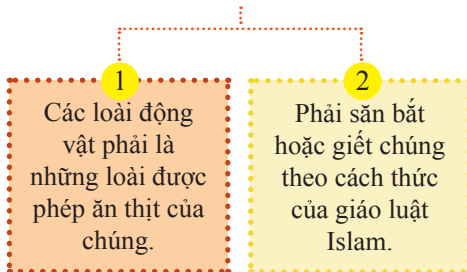 1
Các loài động
vật phải là
những loài được
phép ăn thịt của
chúng.
2
Phải săn bắt
hoặc giết chúng
theo cách thức
của giáo luật
Islam.